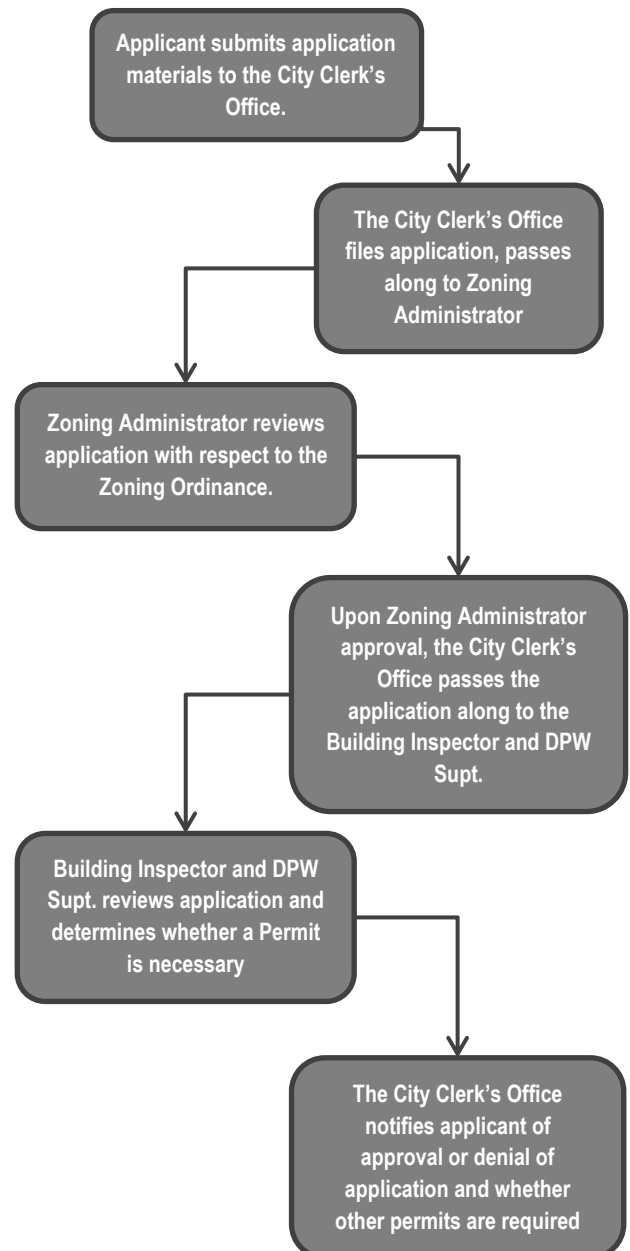 Applicant submits application
materials to the City Clerk’s
Office.
The City Clerk’s Office
files application, passes
along to Zoning
Administrator
Zoning Administrator reviews
application with respect to the
Zoning Ordinance.
Upon Zoning Administrator
approval, the City Clerk’s
Office passes the
application along to the
Building Inspector and DPW
Supt.
Building Inspector and DPW
Supt. reviews application and
determines whether a Permit
is necessary
The City Clerk’s Office
notifies applicant of
approval or denial of
application and whether
other permits are required